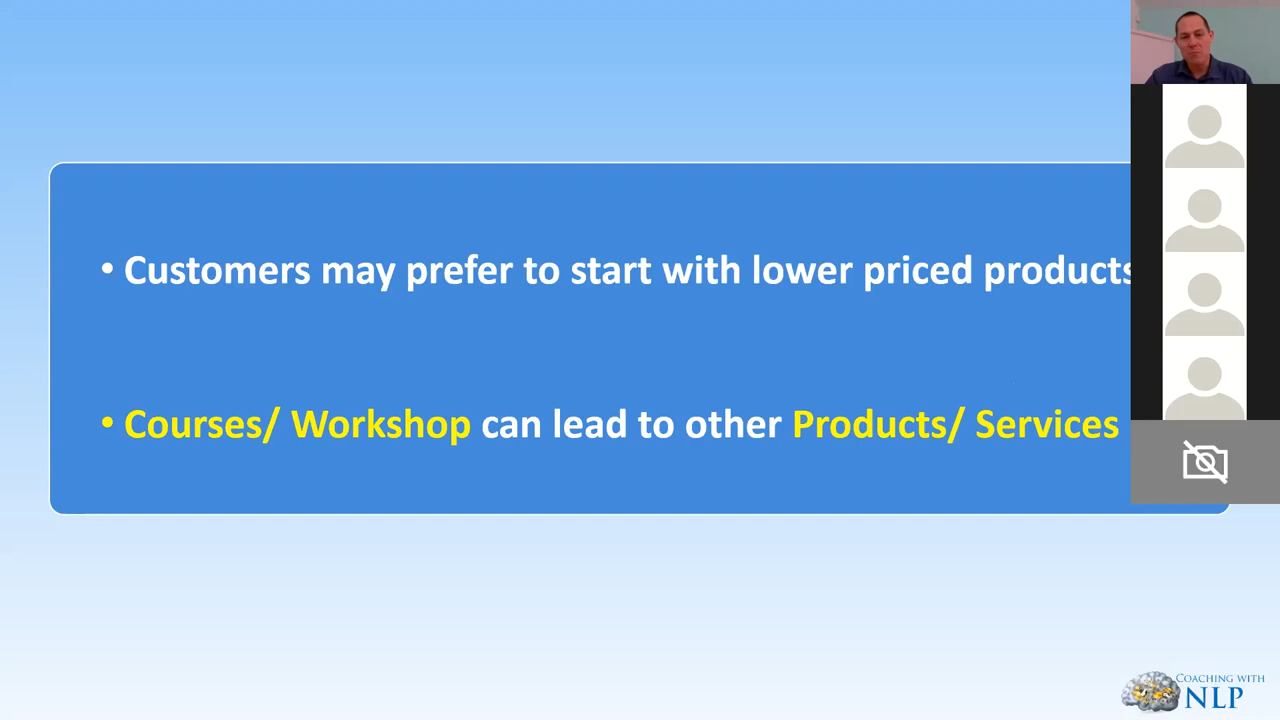 • Customers may prefer to start with lower priced products
• Courses/ Workshop can lead to other Products/ Services
COACHING WITH
NLP